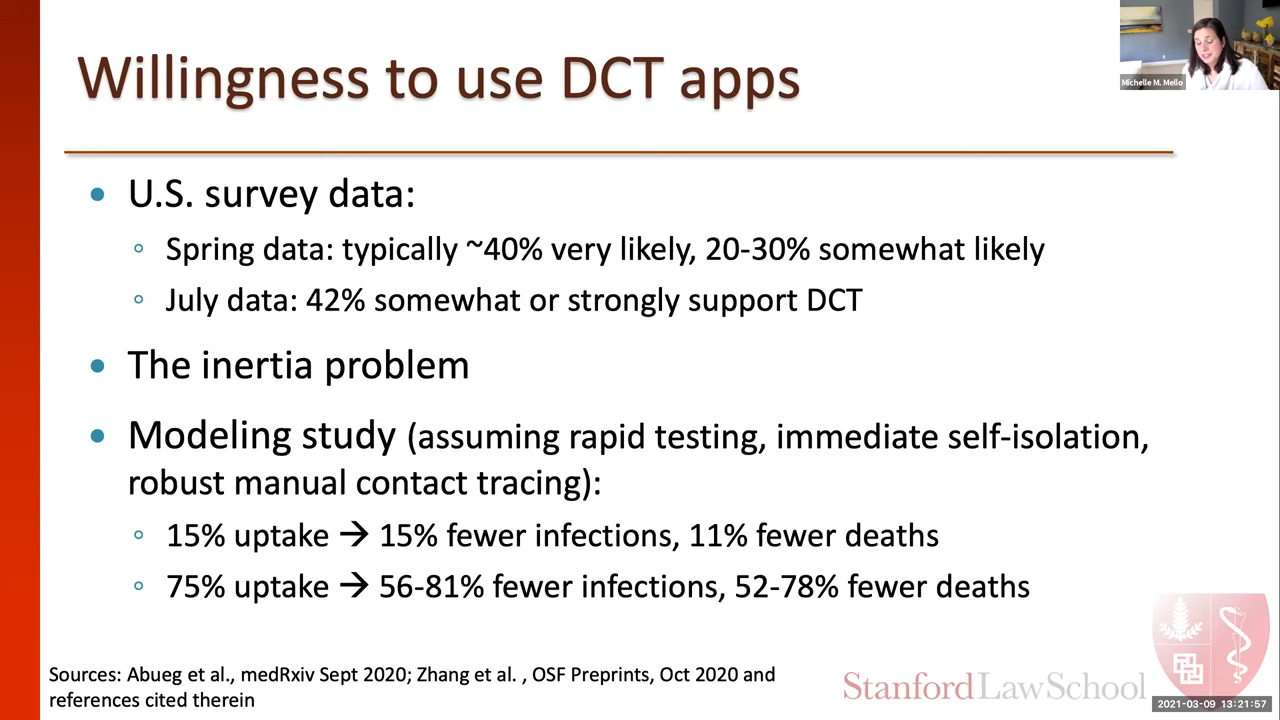 Willingness to use DCT apps
Michelle M. Mello
• U.S. survey data:
◦ Spring data: typically ~40% very likely, 20-30% somewhat likely
◦ July data: 42% somewhat or strongly support DCT
• The inertia problem
• Modeling study (assuming rapid testing, immediate self-isolation,
robust manual contact tracing):
◦ 15% uptake → 15% fewer infections, 11% fewer deaths
◦ 75% uptake → 56-81% fewer infections, 52-78% fewer deaths
Sources: Abueg et al., medRxiv Sept 2020; Zhang et al. , OSF Preprints, Oct 2020 and
references cited therein
StanfordLawSchool
2021-03-09 13:21:57